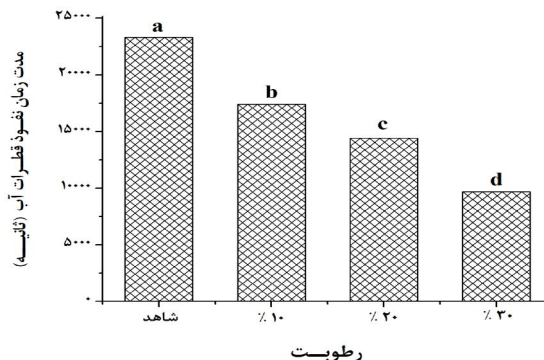 مدت زمان نفوذ قطرات آب (ثانیه)
۲۵۰۰۰
۲۰۰۰۰
۱۵۰۰۰
۱۰۰۰۰
۵۰۰۰
۰
a
b
c
d
شاهد
٪ ۱۰
٪ ۲۰
٪ ۳۰
رطوبت